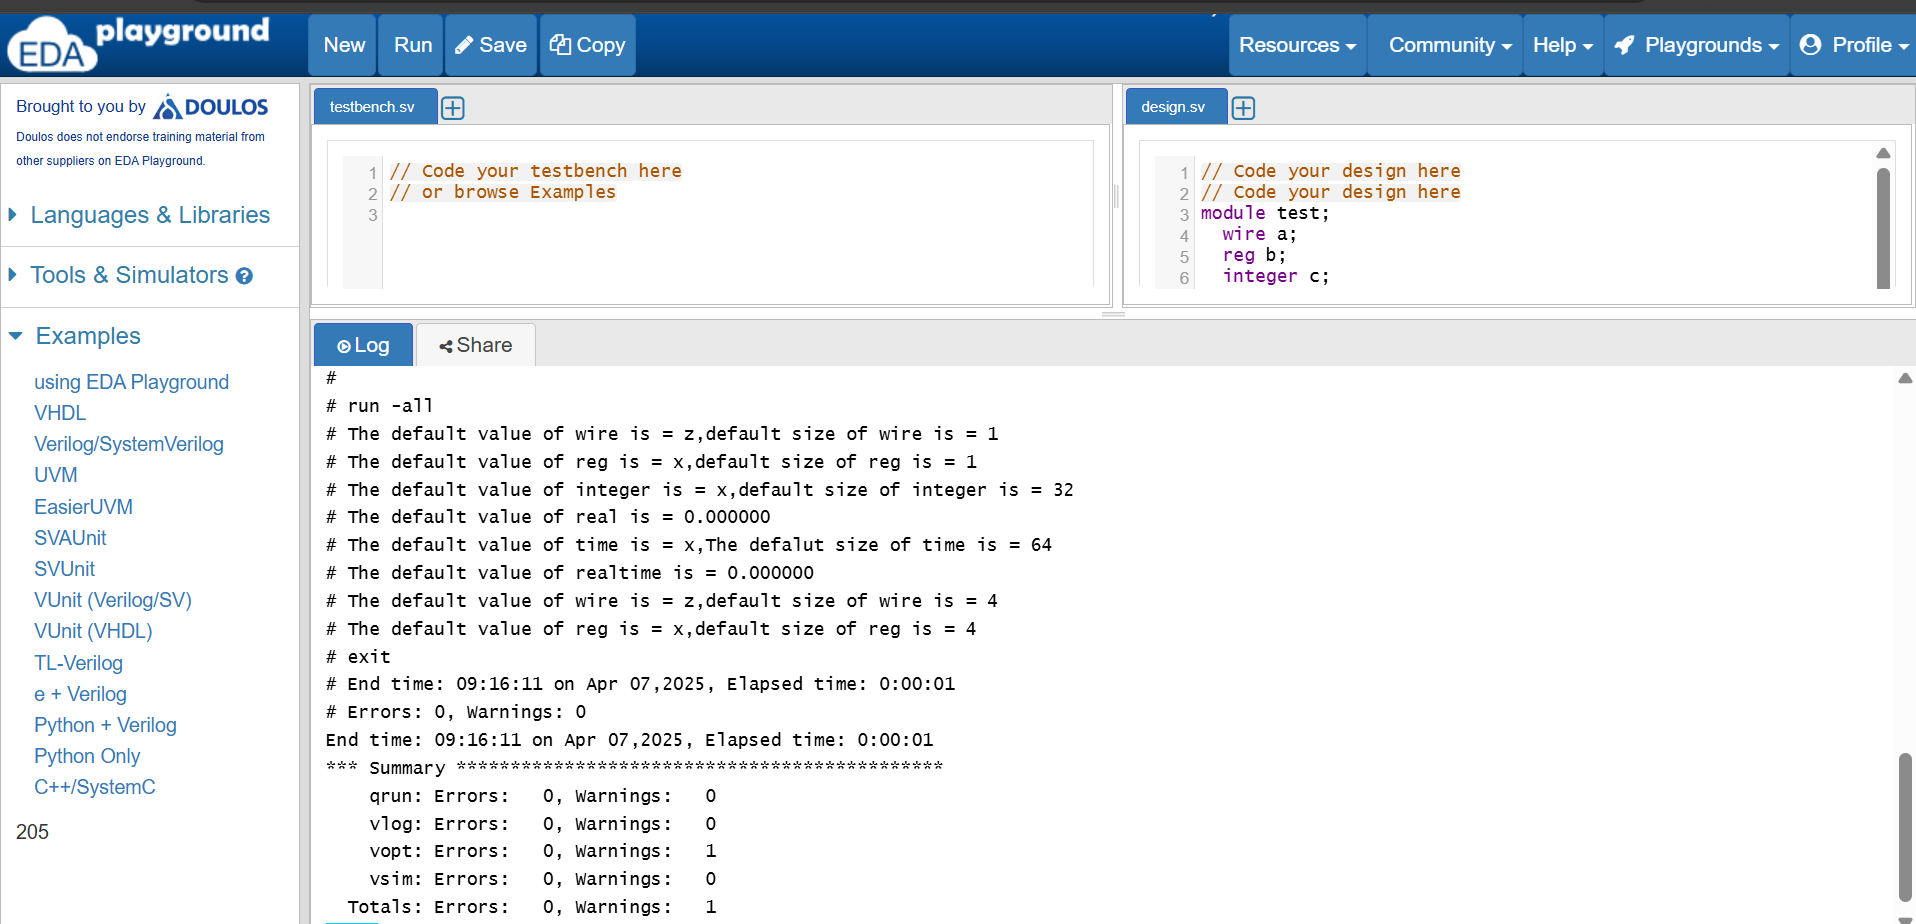 EDA playground
New
Run
Save
Copy
Resources
Community
Help
Playgrounds
Profile
Brought to you by DOULOS
Doulos does not endorse training material from
other suppliers on EDA Playground.
Languages & Libraries
Tools & Simulators ?
Examples
using EDA Playground
VHDL
Verilog/SystemVerilog
UVM
EasierUVM
SVAUnit
SVUnit
VUnit (Verilog/SV)
VUnit (VHDL)
TL-Verilog
e + Verilog
Python + Verilog
Python Only
C++/SystemC
205
testbench.sv
1 // Code your testbench here
2 // or browse Examples
3
design.sv
1 // Code your design here
2 // Code your design here
3 module test;
4 wire a;
5 reg b;
6 integer c;
Log
Share
#
# run -all
# The default value of wire is = z,default size of wire is = 1
# The default value of reg is = x,default size of reg is = 1
# The default value of integer is = x,default size of integer is = 32
# The default value of real is = 0.000000
# The default value of time is = x,The defalut size of time is = 64
# The default value of realtime is = 0.000000
# The default value of wire is = z,default size of wire is = 4
# The default value of reg is = x,default size of reg is = 4
# exit
# End time: 09:16:11 on Apr 07,2025, Elapsed time: 0:00:01
# Errors: 0, Warnings: 0
End time: 09:16:11 on Apr 07,2025, Elapsed time: 0:00:01
*** Summary *********************************************
qrun: Errors: 0, Warnings: 0
vlog: Errors: 0, Warnings: 0
vopt: Errors: 0, Warnings: 1
vsim: Errors: 0, Warnings: 0
Totals: Errors: 0, Warnings: 1